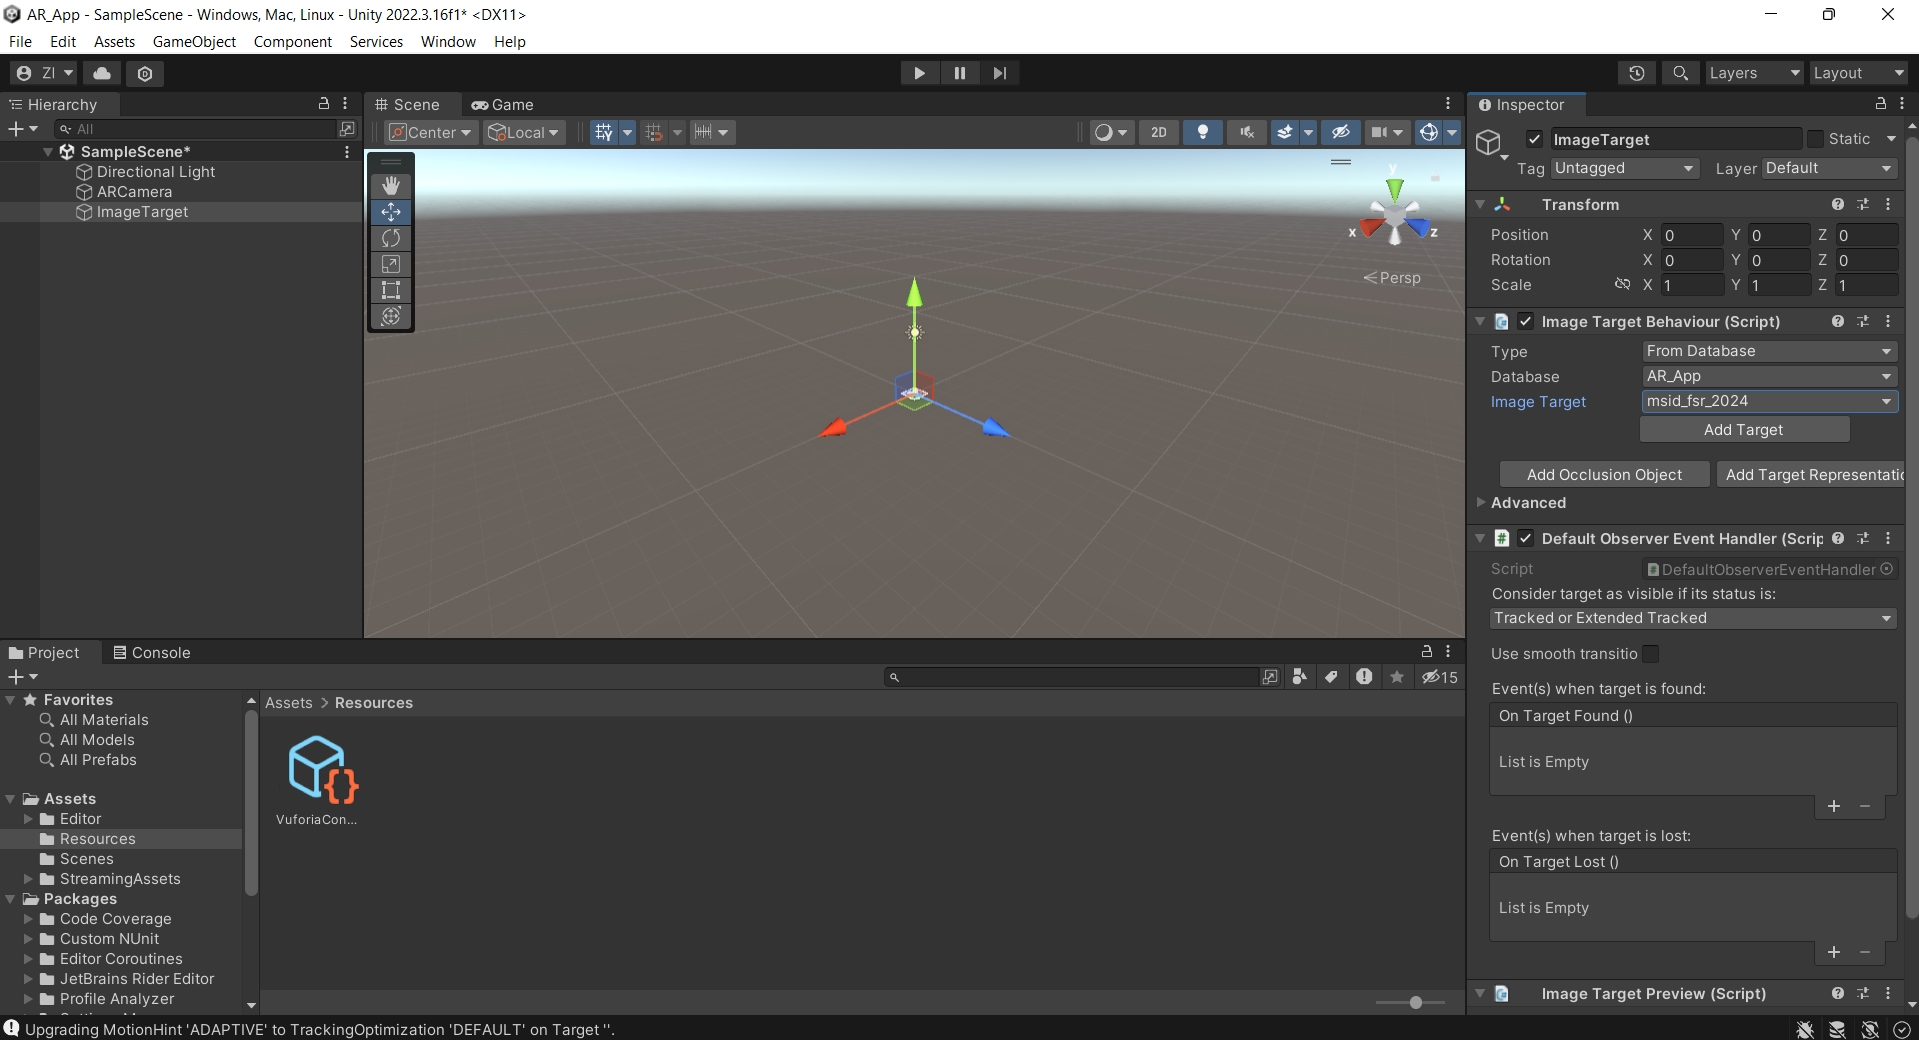 AR_App - SampleScene - Windows, Mac, Linux - Unity 2022.3.16f1* <DX11>
File Edit Assets GameObject Component Services Window Help
ZI
Layers
Layout
Hierarchy
All
SampleScene*
Directional Light
ARCamera
ImageTarget
Scene
Game
Center
Local
2D
y
x
z
Persp
Inspector
ImageTarget
Static
Tag Untagged
Layer Default
Transform
Position X 0 Y 0 Z 0
Rotation X 0 Y 0 Z 0
Scale X 1 Y 1 Z 1
Image Target Behaviour (Script)
Type From Database
Database AR_App
Image Target msid_fsr_2024
Add Target
Add Occlusion Object
Add Target Representatio
Advanced
Default Observer Event Handler (Scrip
Script DefaultObserverEventHandler
Consider target as visible if its status is:
Tracked or Extended Tracked
Use smooth transitio
Event(s) when target is found:
On Target Found ()
List is Empty
Event(s) when target is lost:
On Target Lost ()
List is Empty
Image Target Preview (Script)
Project
Console
15
Favorites
All Materials
All Models
All Prefabs
Assets
Editor
Resources
Scenes
StreamingAssets
Packages
Code Coverage
Custom NUnit
Editor Coroutines
JetBrains Rider Editor
Profile Analyzer
Assets > Resources
VuforiaCon...
Upgrading MotionHint 'ADAPTIVE' to TrackingOptimization 'DEFAULT' on Target ''.